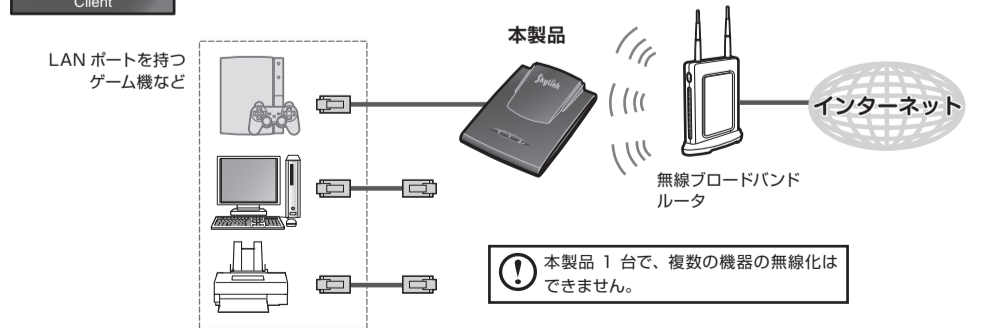 Client
LAN ポートを持つ
ゲーム機など
本製品
Skylink
インターネット
無線ブロードバンド
ルータ
本製品 1 台で、複数の機器の無線化は
できません。